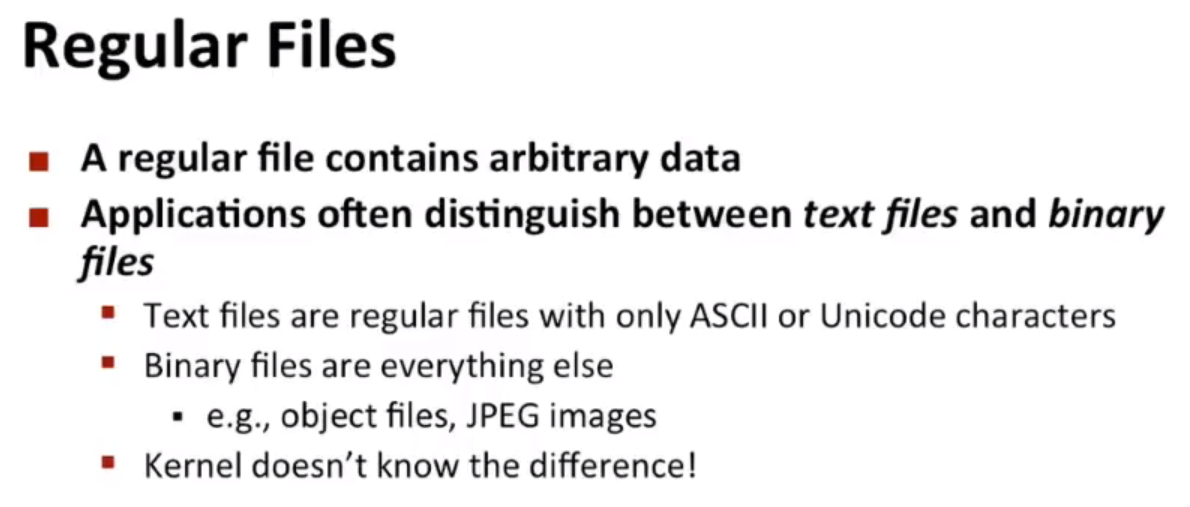 Regular Files
A regular file contains arbitrary data
Applications often distinguish between text files and binary
files
Text files are regular files with only ASCII or Unicode characters
Binary files are everything else
e.g., object files, JPEG images
Kernel doesn’t know the difference!